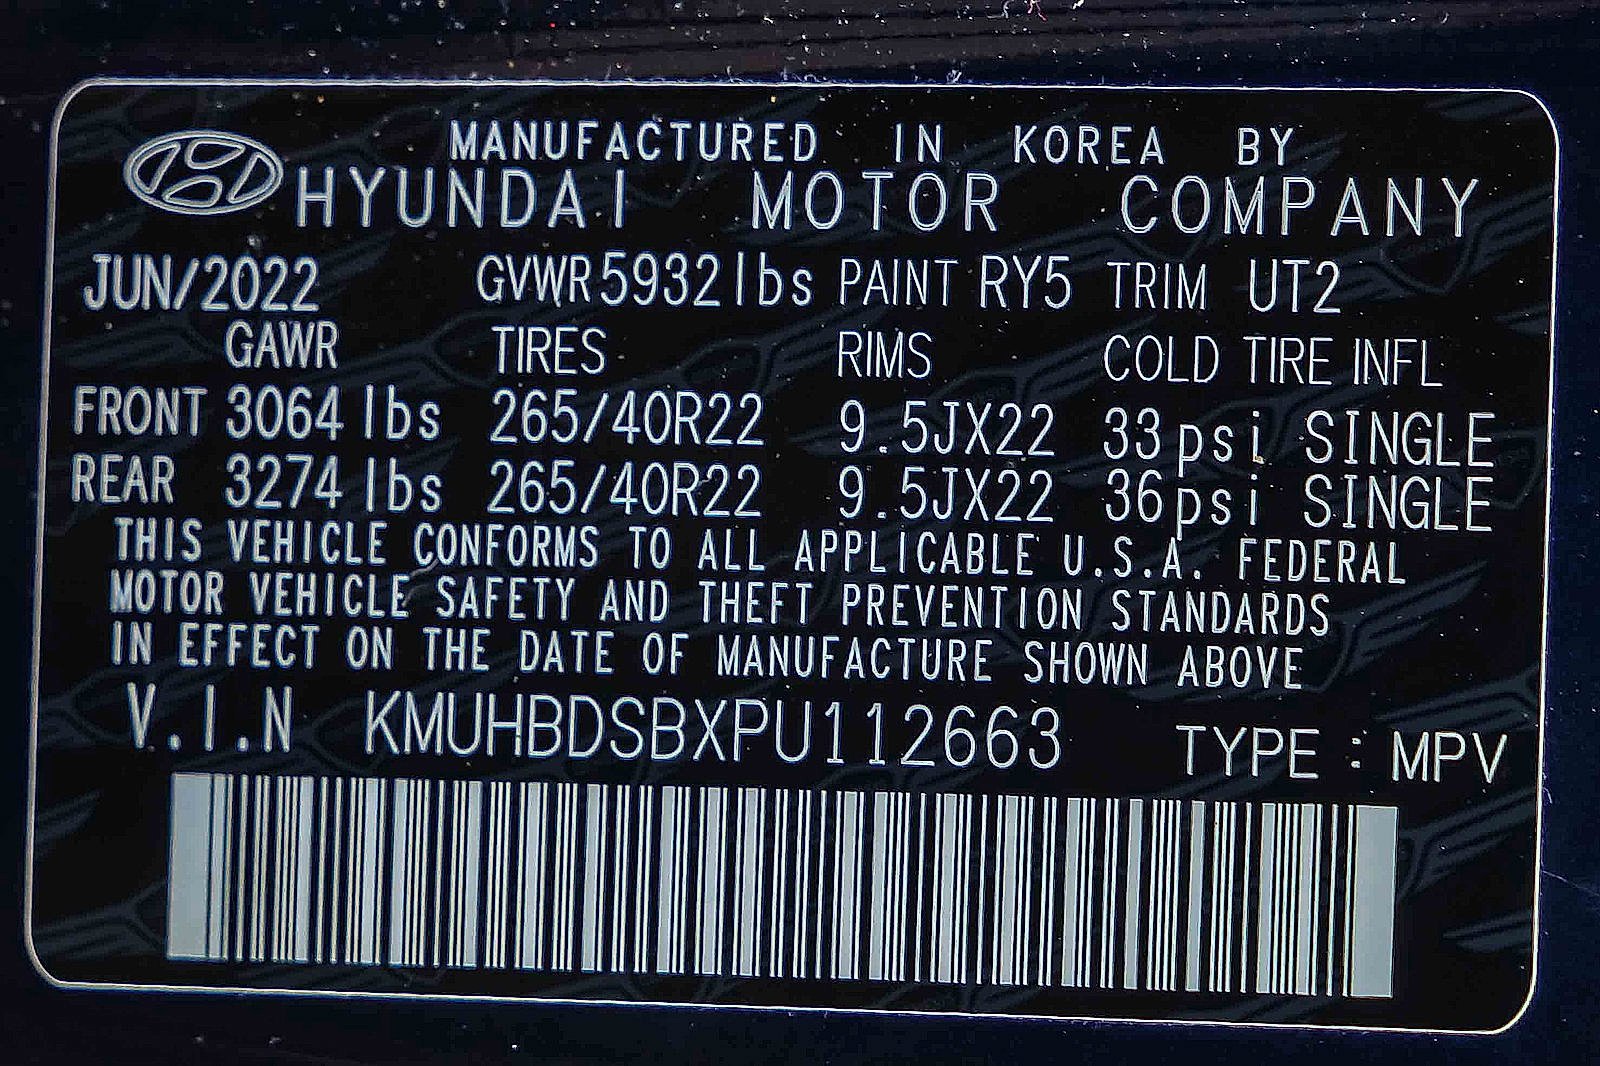 MANUFACTURED IN KOREA BY
HYUNDAI MOTOR COMPANY
JUN/2022 GVWR 5932 lbs PAINT RY5 TRIM UT2
GAWR TIRES RIMS COLD TIRE INFL
FRONT 3064 lbs 265/40R22 9.5JX22 33psi SINGLE
REAR 3274 lbs 265/40R22 9.5JX22 36psi SINGLE
THIS VEHICLE CONFORMS TO ALL APPLICABLE U.S.A. FEDERAL
MOTOR VEHICLE SAFETY AND THEFT PREVENTION STANDARDS
IN EFFECT ON THE DATE OF MANUFACTURE SHOWN ABOVE
V.I.N KMUHBDSBXPU112663 TYPE : MPV